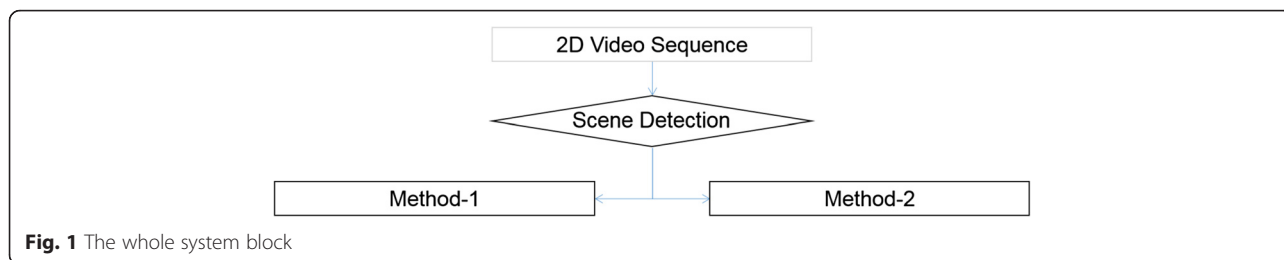 2D Video Sequence
Scene Detection
Method-1
Method-2
Fig. 1 The whole system block